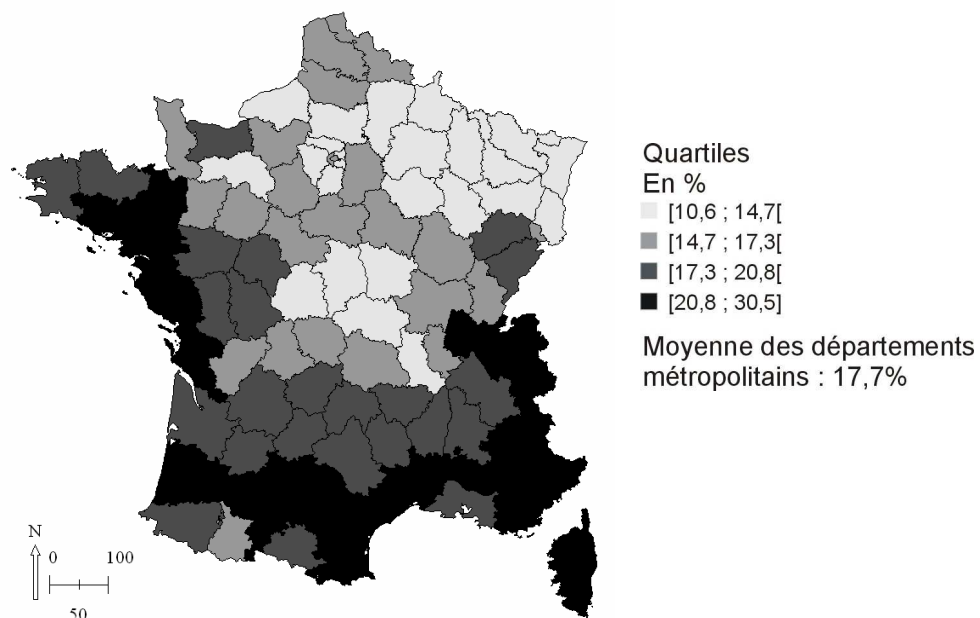 Quartiles
En %
[10,6 ; 14,7[
[14,7 ; 17,3[
[17,3 ; 20,8[
[20,8 ; 30,5]
Moyenne des départements
métropolitains : 17,7%
N
0 100
50